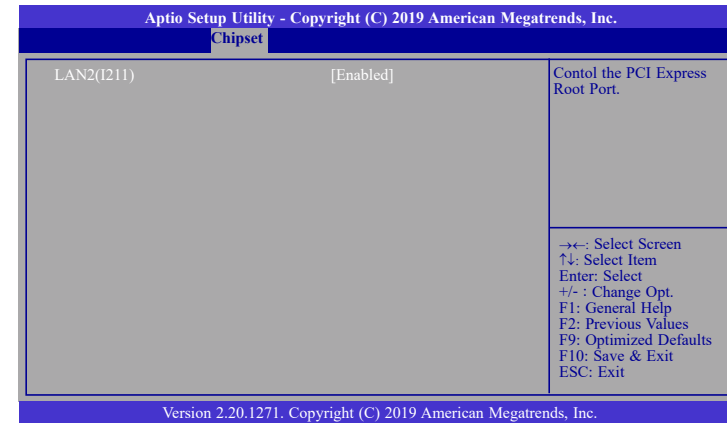 Aptio Setup Utility - Copyright (C) 2019 American Megatrends, Inc.
Chipset
LAN2(I211) [Enabled]
Contol the PCI Express
Root Port.
→←: Select Screen
↑↓: Select Item
Enter: Select
+/- : Change Opt.
F1: General Help
F2: Previous Values
F9: Optimized Defaults
F10: Save & Exit
ESC: Exit
Version 2.20.1271. Copyright (C) 2019 American Megatrends, Inc.